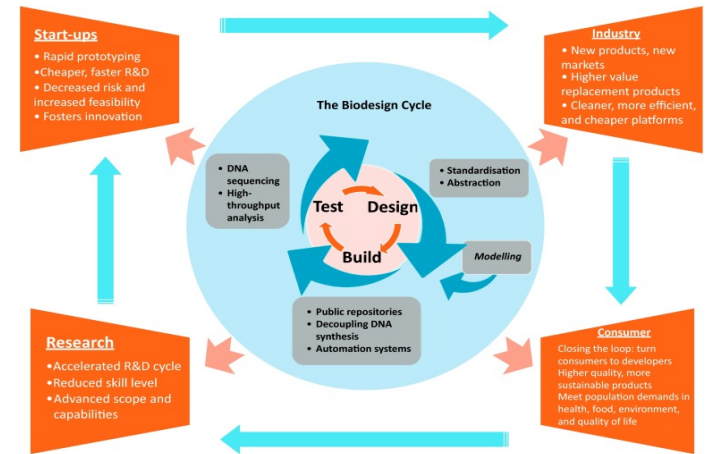 Start-ups
• Rapid prototyping
•Cheaper, faster R&D
• Decreased risk and
increased feasibility
• Fosters innovation
Industry
• New products, new
markets
• Higher value
replacement products
• Cleaner, more efficient,
and cheaper platforms
The Biodesign Cycle
• DNA
sequencing
• High-
throughput
analysis
• Standardisation
• Abstraction
Test
Design
Build
Modelling
• Public repositories
• Decoupling DNA
synthesis
• Automation systems
Research
•Accelerated R&D cycle
•Reduced skill level
•Advanced scope and
capabilities
Consumer
Closing the loop: turn
consumers to developers
Higher quality, more
sustainable products
Meet population demands in
health, food, environment,
and quality of life